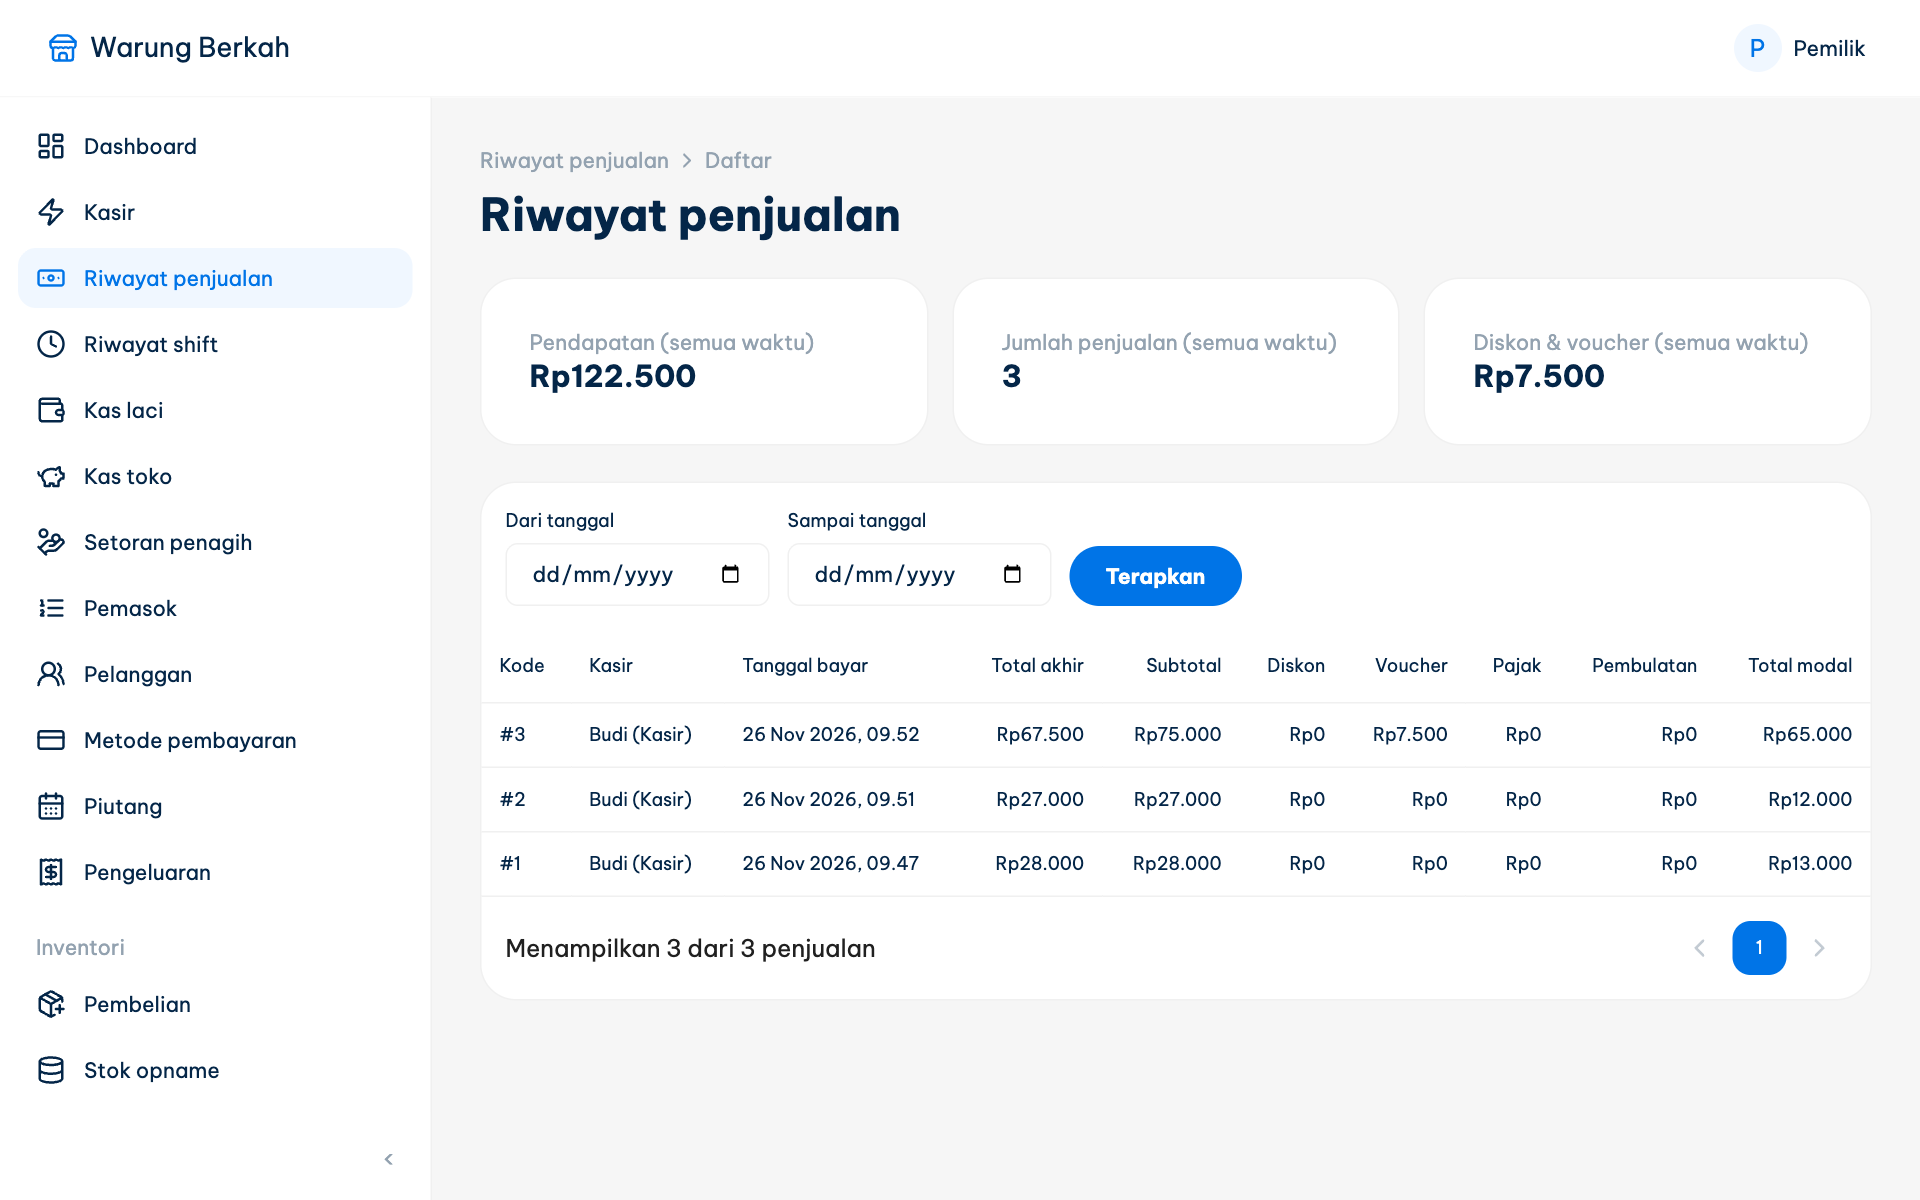 Warung Berkah
P Pemilik
Dashboard
Kasir
Riwayat penjualan
Riwayat shift
Kas laci
Kas toko
Setoran penagih
Pemasok
Pelanggan
Metode pembayaran
Piutang
Pengeluaran
Inventori
Pembelian
Stok opname
Riwayat penjualan > Daftar
Riwayat penjualan
Pendapatan (semua waktu)
Rp122.500
Jumlah penjualan (semua waktu)
3
Diskon & voucher (semua waktu)
Rp7.500
Dari tanggal
dd/mm/yyyy
Sampai tanggal
dd/mm/yyyy
Terapkan
Kode Kasir Tanggal bayar Total akhir Subtotal Diskon Voucher Pajak Pembulatan Total modal
#3 Budi (Kasir) 26 Nov 2026, 09.52 Rp67.500 Rp75.000 Rp0 Rp7.500 Rp0 Rp0 Rp65.000
#2 Budi (Kasir) 26 Nov 2026, 09.51 Rp27.000 Rp27.000 Rp0 Rp0 Rp0 Rp0 Rp12.000
#1 Budi (Kasir) 26 Nov 2026, 09.47 Rp28.000 Rp28.000 Rp0 Rp0 Rp0 Rp0 Rp13.000
Menampilkan 3 dari 3 penjualan
1